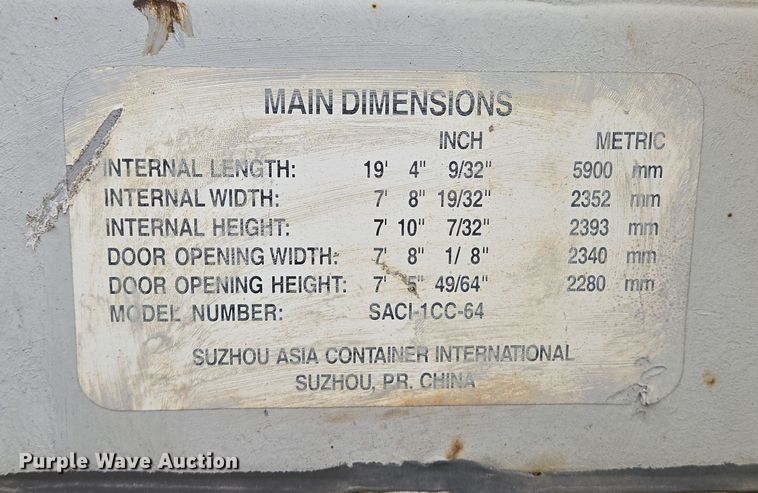 MAIN DIMENSIONS
INCH METRIC
INTERNAL LENGTH: 19' 4" 9/32" 5900 mm
INTERNAL WIDTH: 7' 8" 19/32" 2352 mm
INTERNAL HEIGHT: 7' 10" 7/32" 2393 mm
DOOR OPENING WIDTH: 7' 8" 1/ 8" 2340 mm
DOOR OPENING HEIGHT: 7' 5" 49/64" 2280 mm
MODEL NUMBER: SACI-1CC-64
SUZHOU ASIA CONTAINER INTERNATIONAL
SUZHOU, PR. CHINA
Purple Wave Auction